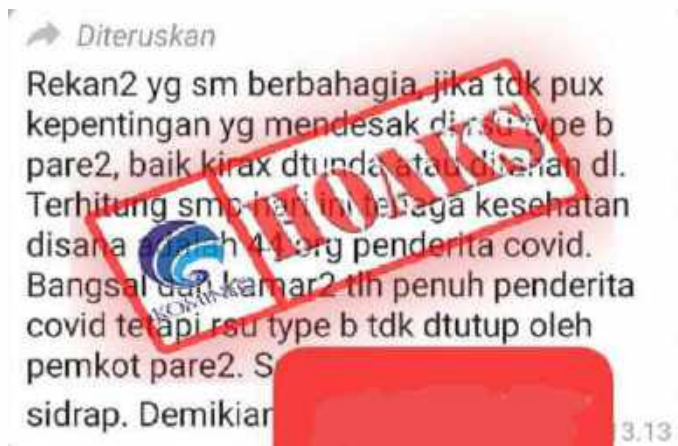 Diteruskan
Rekan2 yg sm berbahagia, jika tdk pux
kepentingan yg mendesak di rsu type b
pare2, baik kirax dtunda atau ditahan dl.
Terhitung smp hari ini tenaga kesehatan
disana adalah 44 org penderita covid.
Bangsal dan kamar2 tlh penuh penderita
covid tetapi rsu type b tdk dtutup oleh
pemkot pare2. S
sidrap. Demikian
13.13
HOAKS
KOMINFO